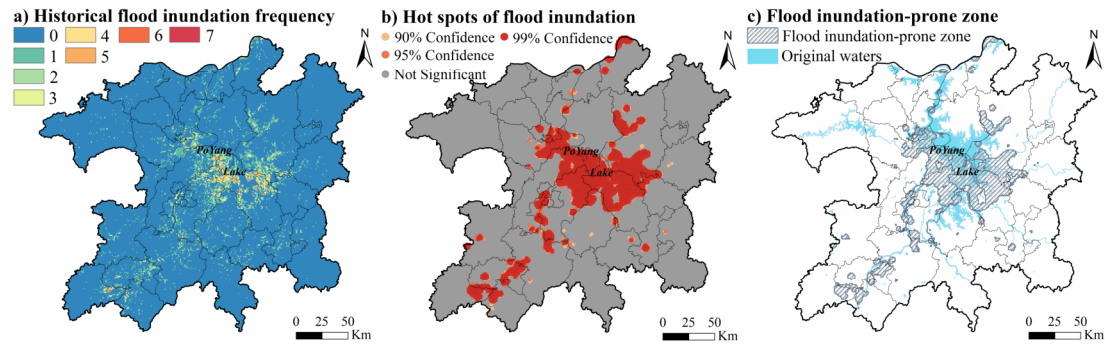 a) Historical flood inundation frequency
0 4 6 7
1 5
2
3
N
PoYang
Lake
0 25 50
Km
b) Hot spots of flood inundation
90% Confidence 99% Confidence
95% Confidence
Not Significant
N
PoYang
Lake
0 25 50
Km
c) Flood inundation-prone zone
Flood inundation-prone zone
Original waters
N
PoYang
Lake
0 25 50
Km